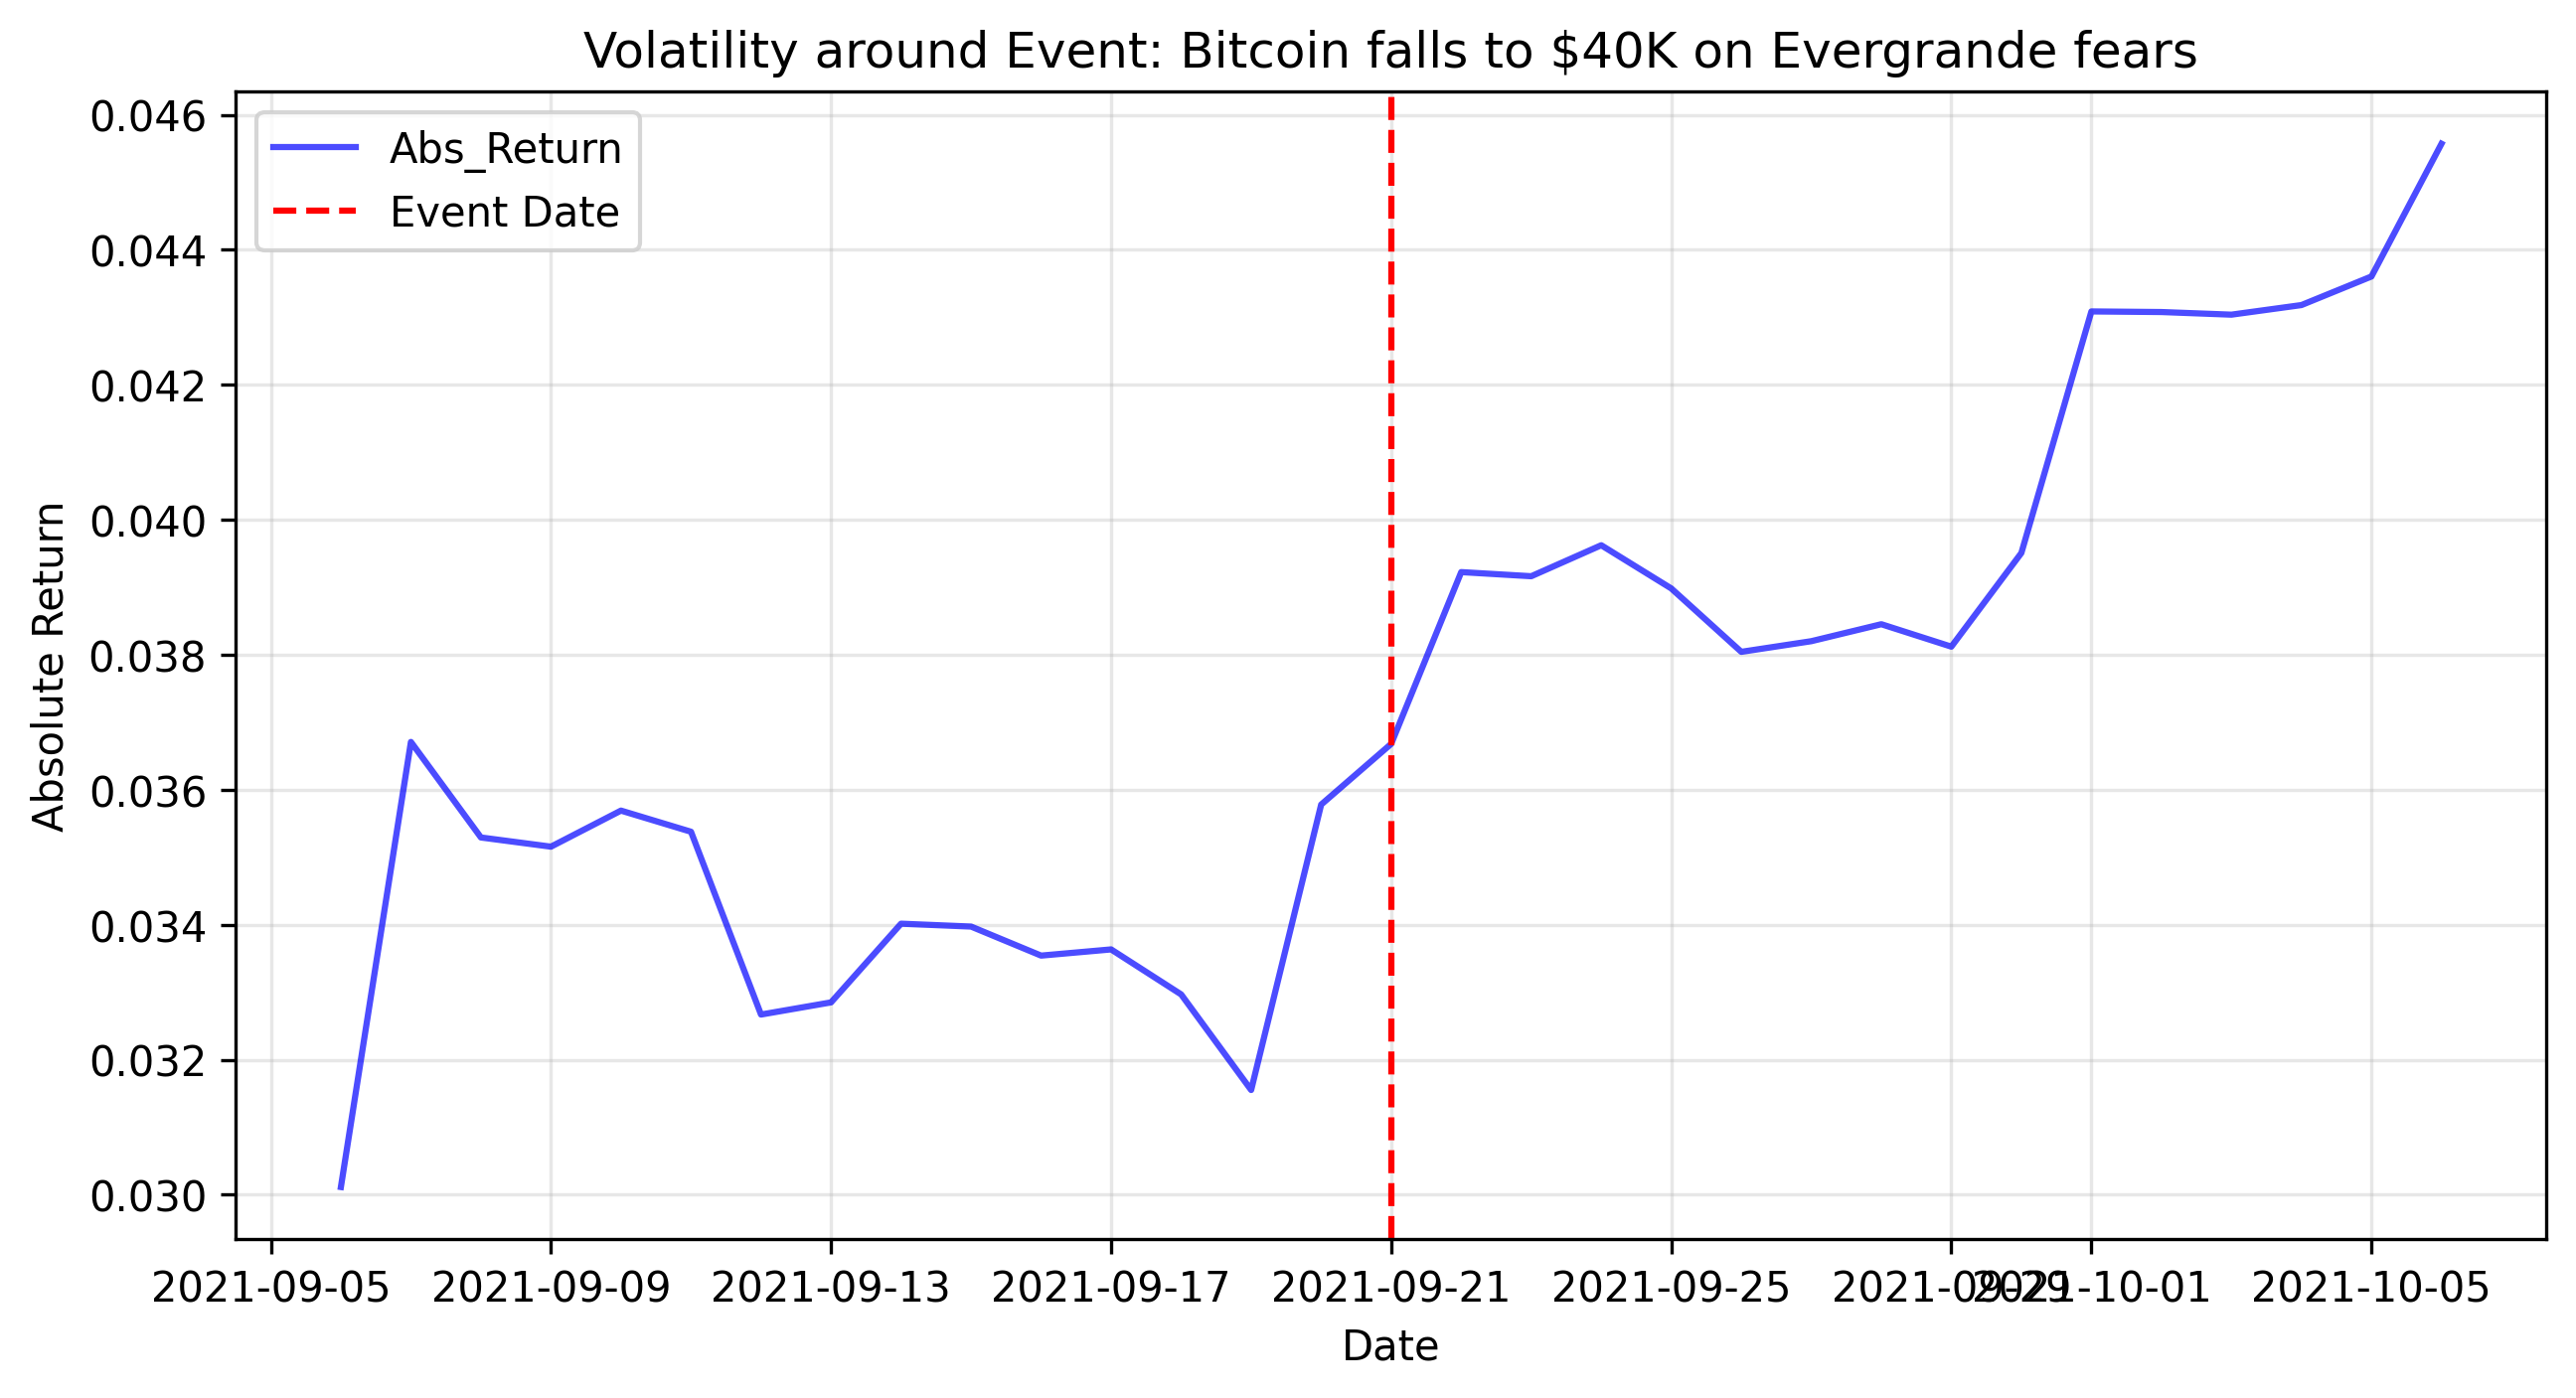 Volatility around Event: Bitcoin falls to $40K on Evergrande fears
Abs_Return
Event Date
Absolute Return
0.046
0.044
0.042
0.040
0.038
0.036
0.034
0.032
0.030
2021-09-05 2021-09-09 2021-09-13 2021-09-17 2021-09-21 2021-09-25 2021-09-29 2021-10-01 2021-10-05
Date